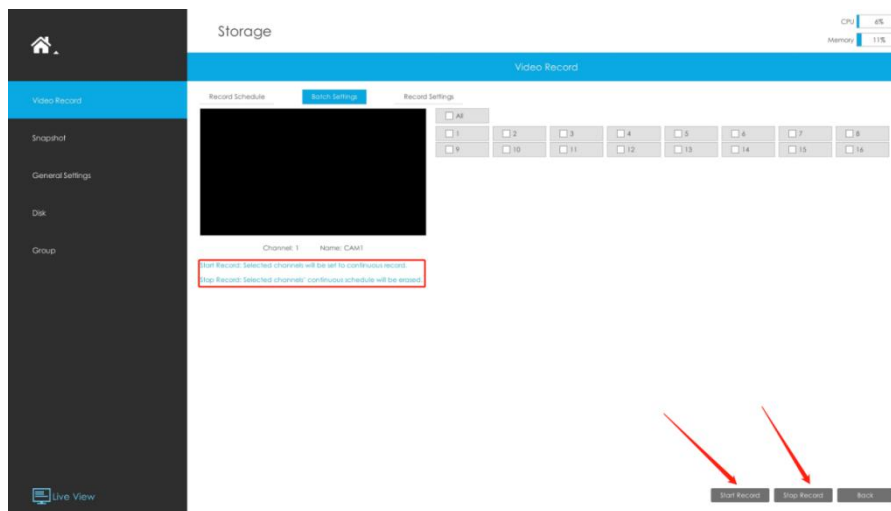 Storage
CPU 6%
Memory 11%
Video Record
Video Record
Snapshot
General Settings
Disk
Group
Live View
Record Schedule Batch Settings Record Settings
All
1 2 3 4 5 6 7 8
9 10 11 12 13 14 15 16
Channel: 1 Name: CAM1
Start Record: Selected channels will be set to continuous record.
Stop Record: Selected channels' continuous schedule will be erased.
Start Record Stop Record Back